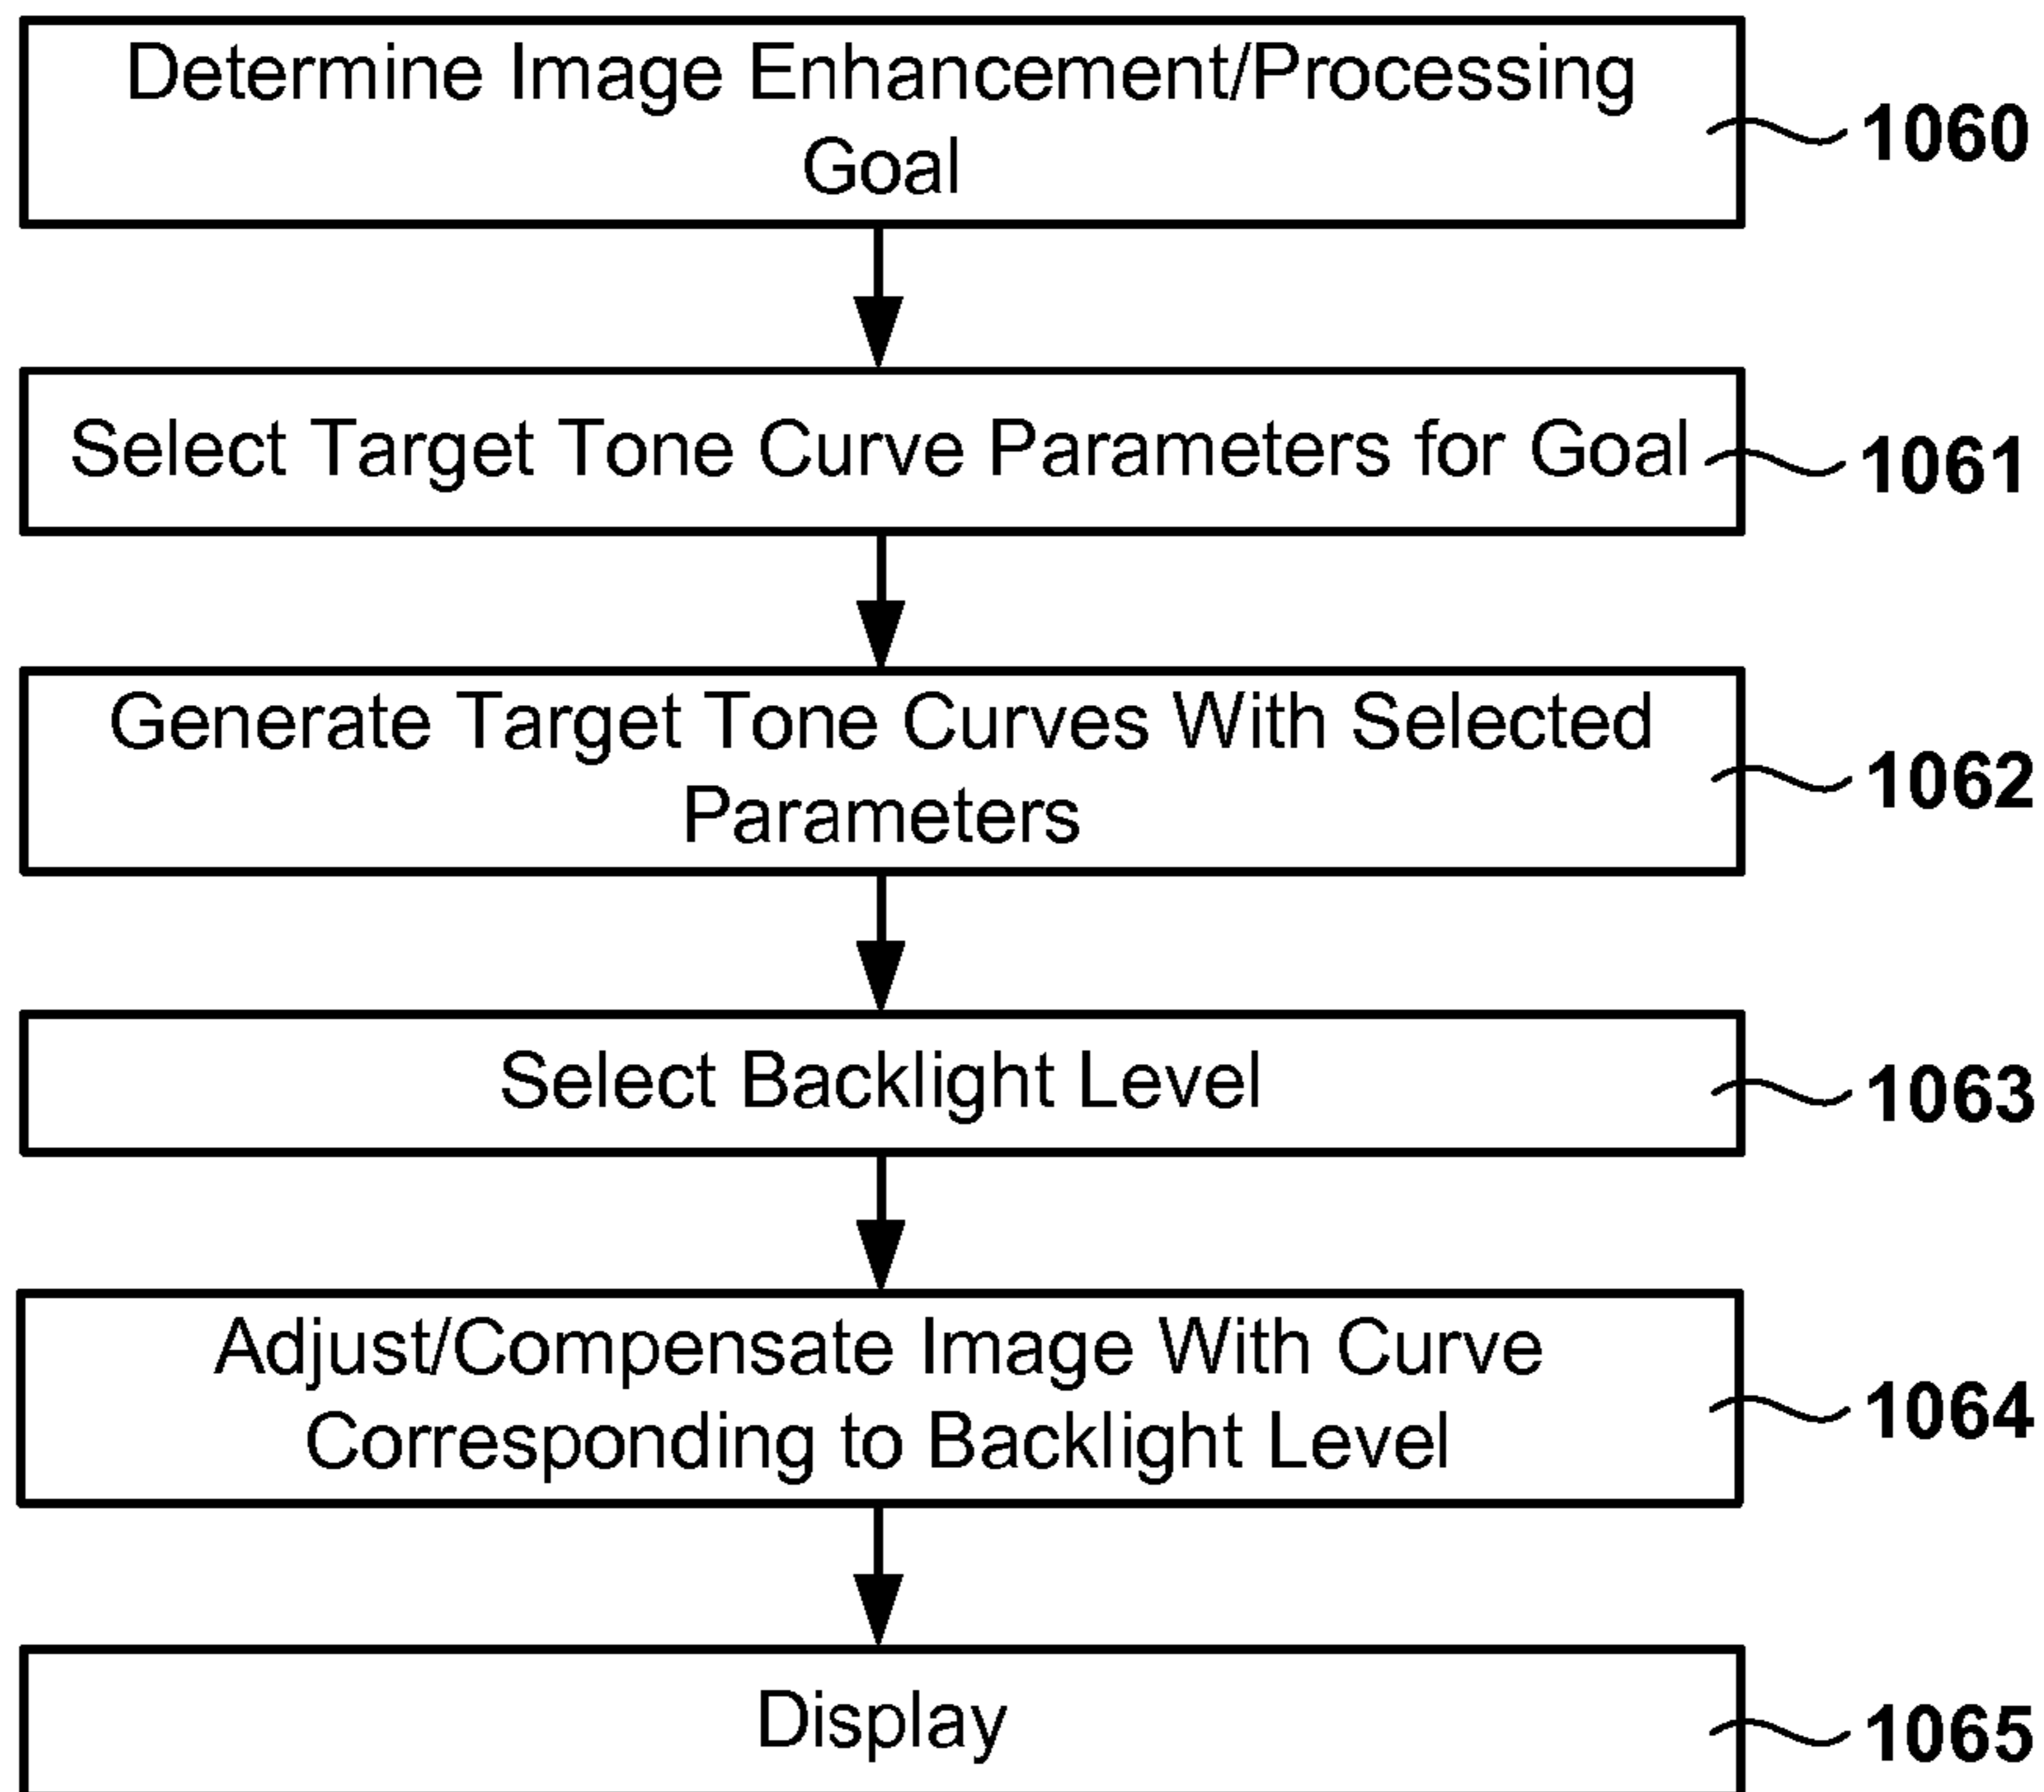 Determine Image Enhancement/Processing
Goal
1060
Select Target Tone Curve Parameters for Goal
1061
Generate Target Tone Curves With Selected
Parameters
1062
Select Backlight Level
1063
Adjust/Compensate Image With Curve
Corresponding to Backlight Level
1064
Display
1065